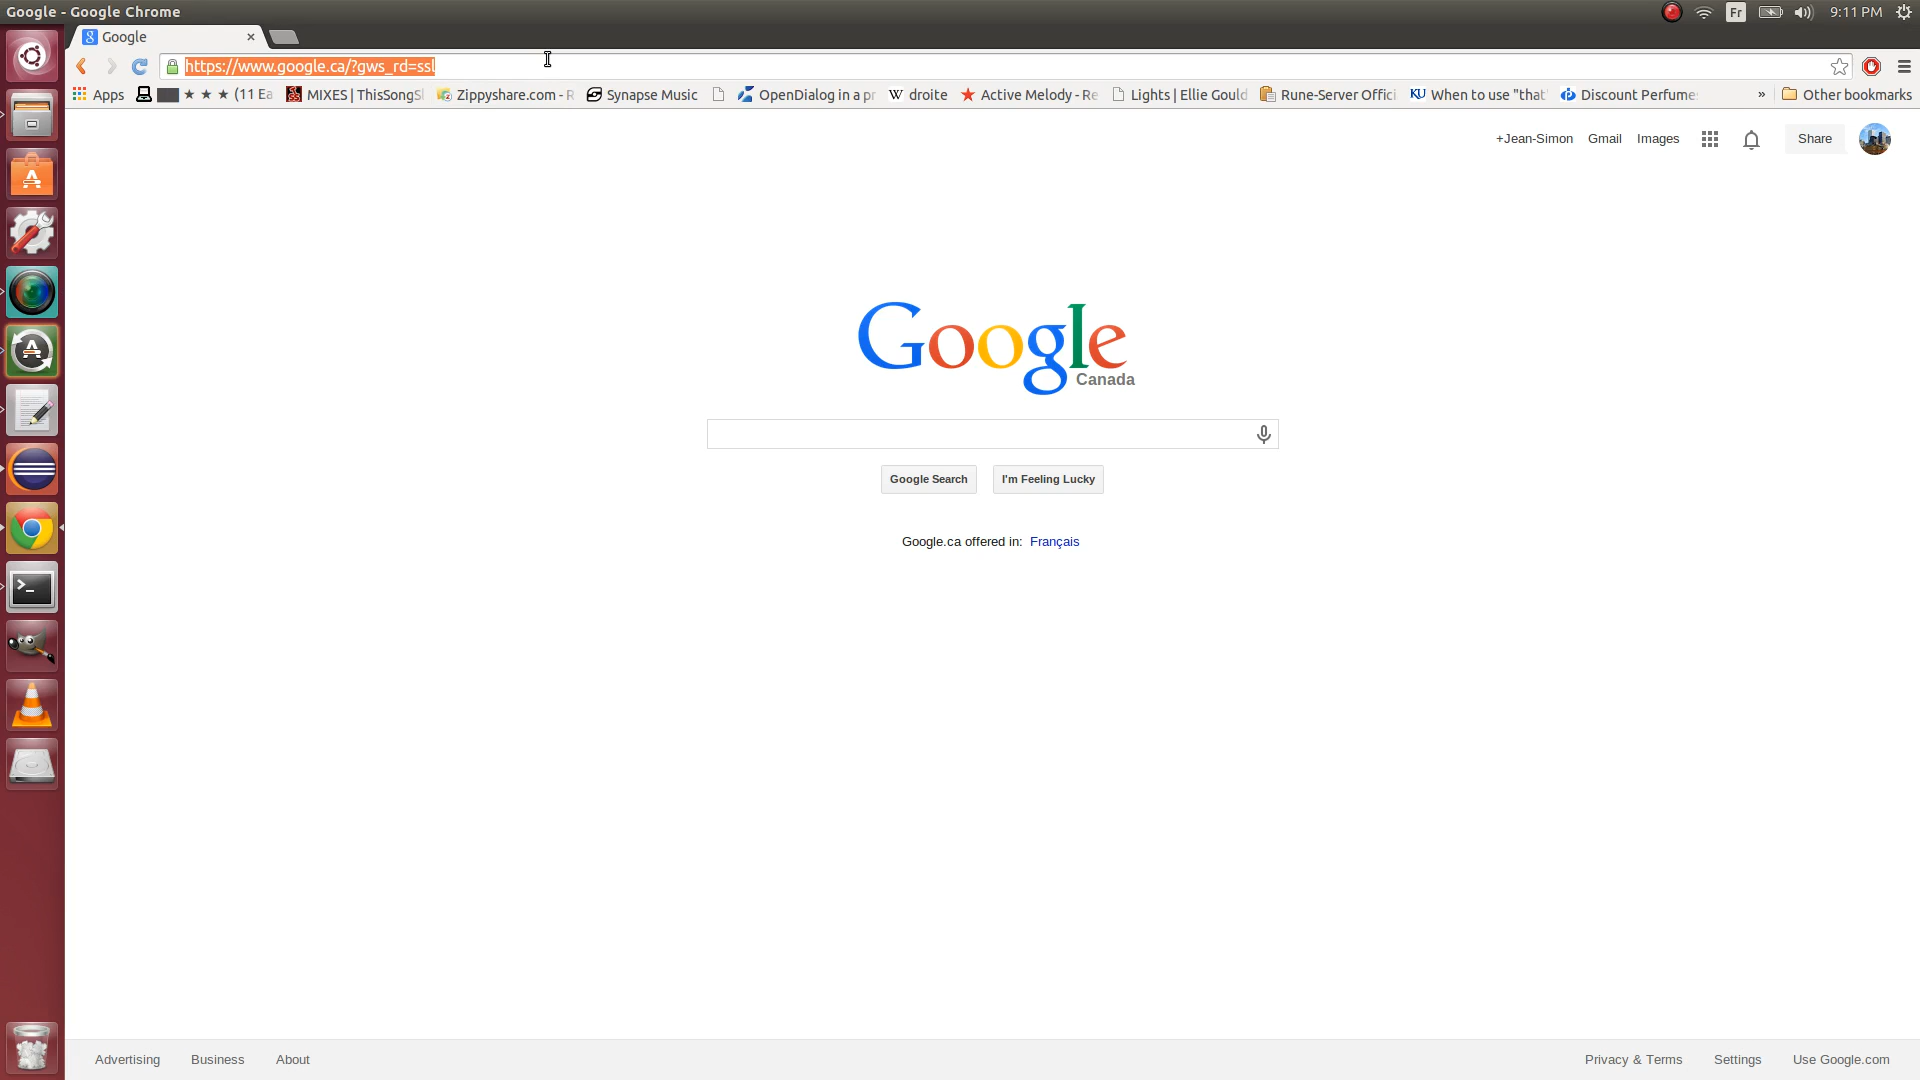 Google - Google Chrome
Fr
9:11 PM
Google
https://www.google.ca/?gws_rd=ssl
Apps
(11 Ea
MIXES | ThisSongS
Zippyshare.com - R
Synapse Music
OpenDialog in a pr
W droite
Active Melody - Re
Lights | Ellie Gould
Rune-Server Offici
KU When to use "that"
Discount Perfume
»
Other bookmarks
+Jean-Simon
Gmail
Images
Share
Google
Canada
Google Search
I'm Feeling Lucky
Google.ca offered in: Français
Advertising
Business
About
Privacy & Terms
Settings
Use Google.com